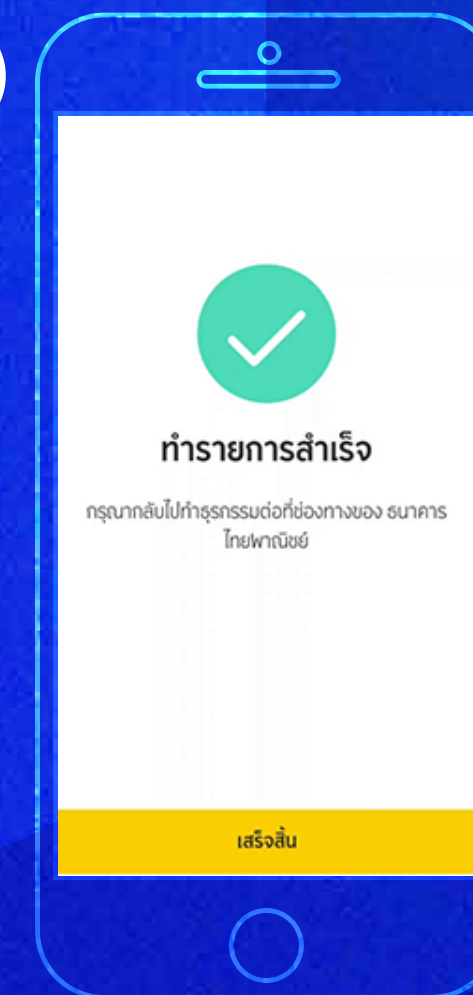 ทำรายการสำเร็จ
กรุณากลับไปทำธุรกรรมต่อที่ช่องทางของ ธนาคาร
ไทยพาณิชย์
เสร็จสิ้น